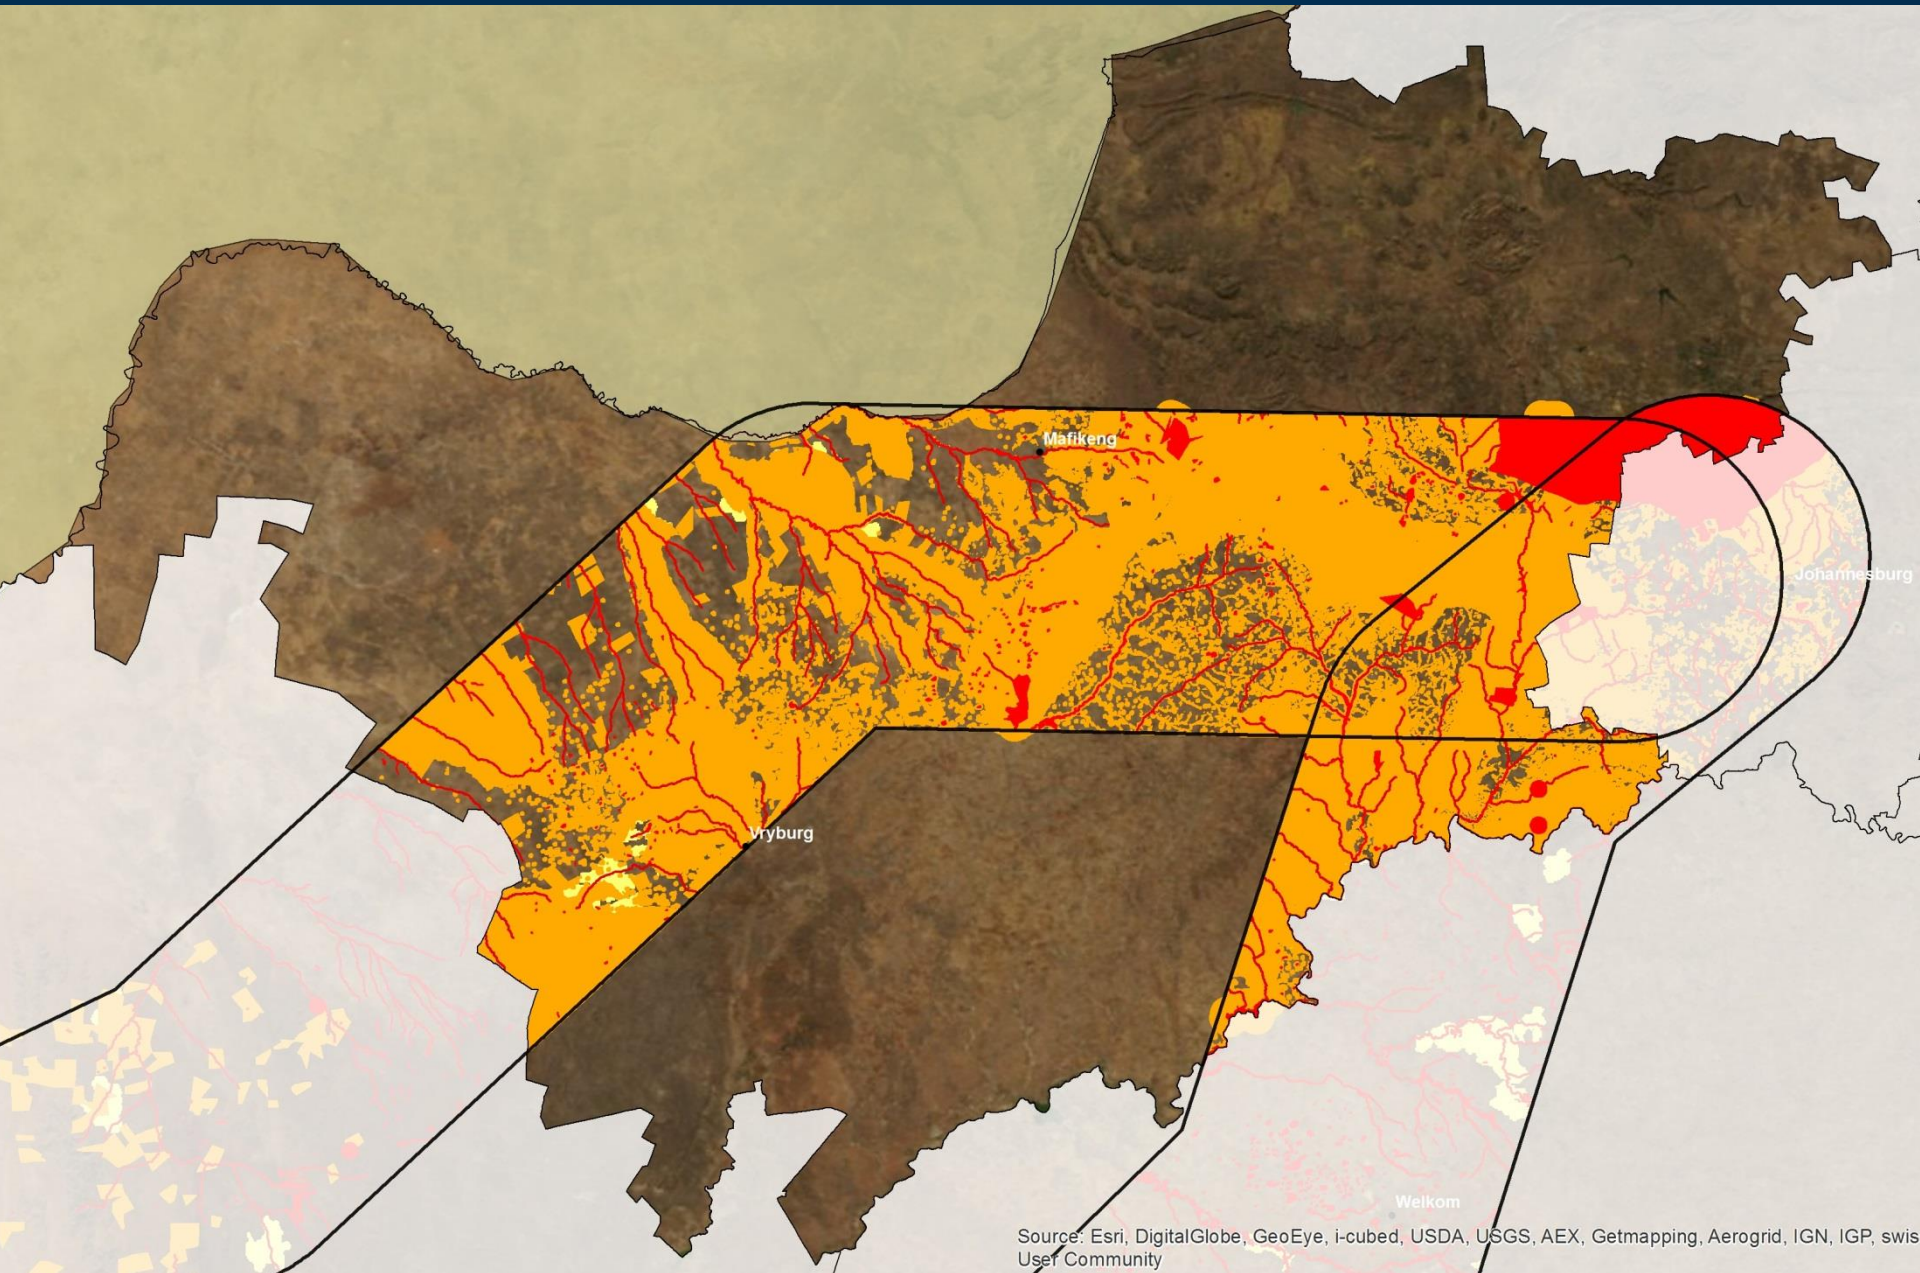 Mafikeng
Johannesburg
Vryburg
Welkom
Source: Esri, DigitalGlobe, GeoEye, i-cubed, USDA, USGS, AEX, Getmapping, Aerogrid, IGN, IGP, swis
User Community